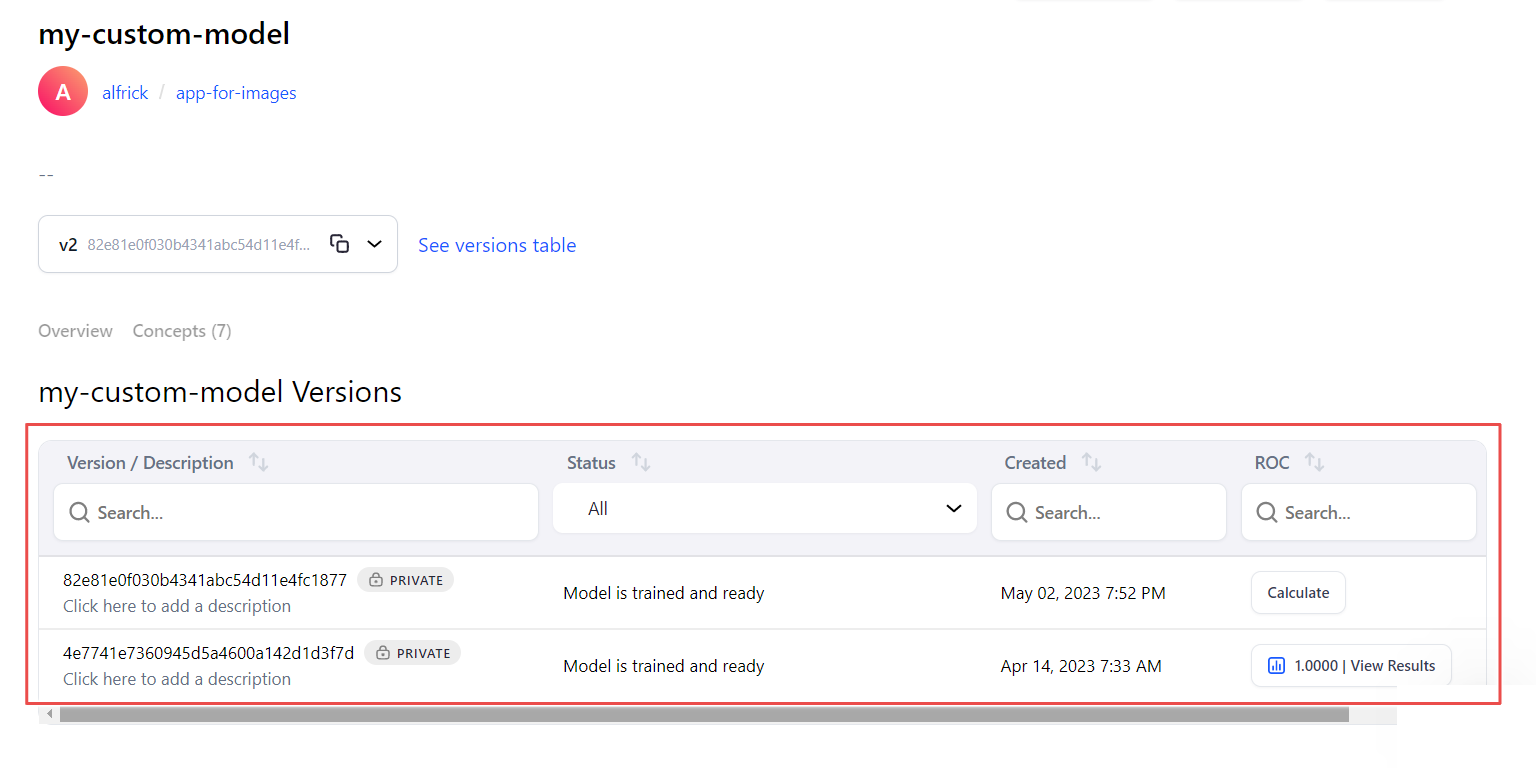 my-custom-model
A alfrick / app-for-images
--
v2 82e81e0f030b4341abc54d11e4f... See versions table
Overview Concepts (7)
my-custom-model Versions
Version / Description Status Created ROC
Search... All Search... Search...
82e81e0f030b4341abc54d11e4fc1877 PRIVATE
Click here to add a description
Model is trained and ready May 02, 2023 7:52 PM Calculate
4e7741e7360945d5a4600a142d1d3f7d PRIVATE
Click here to add a description
Model is trained and ready Apr 14, 2023 7:33 AM 1.0000 | View Results